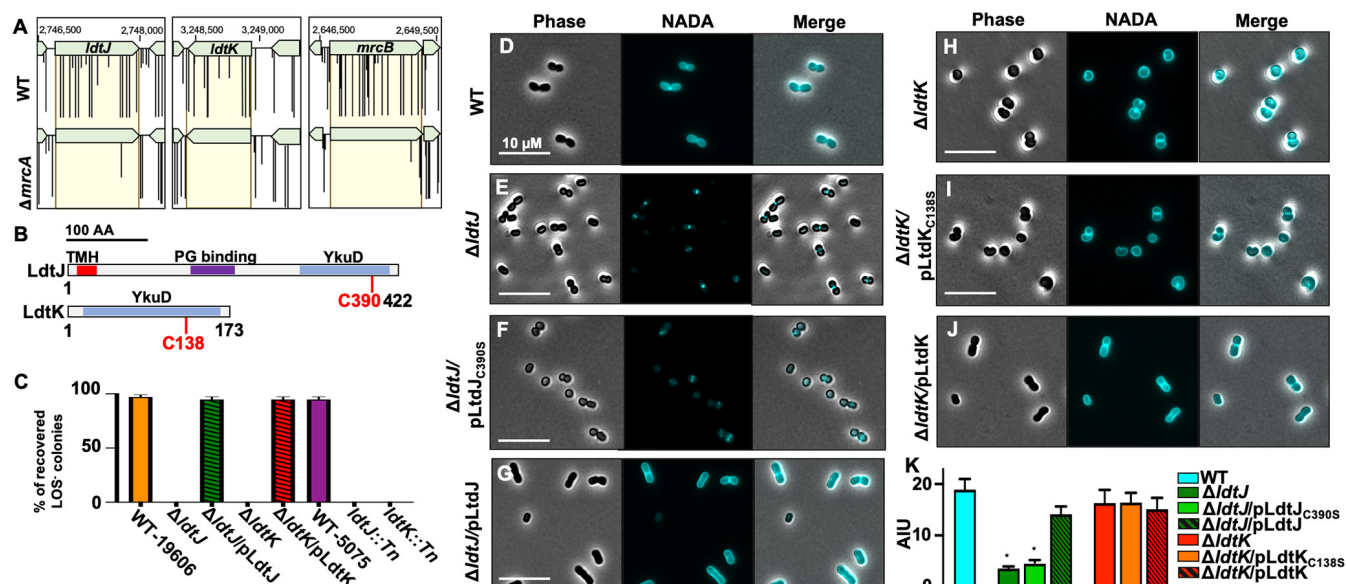 A
2,746,500
2,748,000
ldtJ
3,248,500
3,249,000
ldtK
2,646,500
2,649,500
mrcB
WT
ΔmrcA
B
100 AA
TMH
PG binding
YkuD
LdtJ
1
C390
422
YkuD
LdtK
1
C138
173
C
% of recovered
LOS- colonies
100
50
0
WT-19606
ΔldtJ
ΔldtJ/pLdtJ
ΔldtK
ΔldtK/pLdtK
WT-5075
ldtJ::Tn
ldtK::Tn
Phase
NADA
Merge
D
WT
10 µM
E
ΔldtJ
F
ΔldtJ/
pLtdJC390S
G
ΔldtJ/pLtdJ
Phase
NADA
Merge
H
ΔldtK
I
ΔldtK/
pLtdKC138S
J
ΔldtK/pLtdK
K
AIU
20
10
0
*
*
WT
ΔldtJ
ΔldtJ/pLdtJC390S
ΔldtJ/pLdtJ
ΔldtK
ΔldtK/pLdtKC138S
ΔldtK/pLdtK